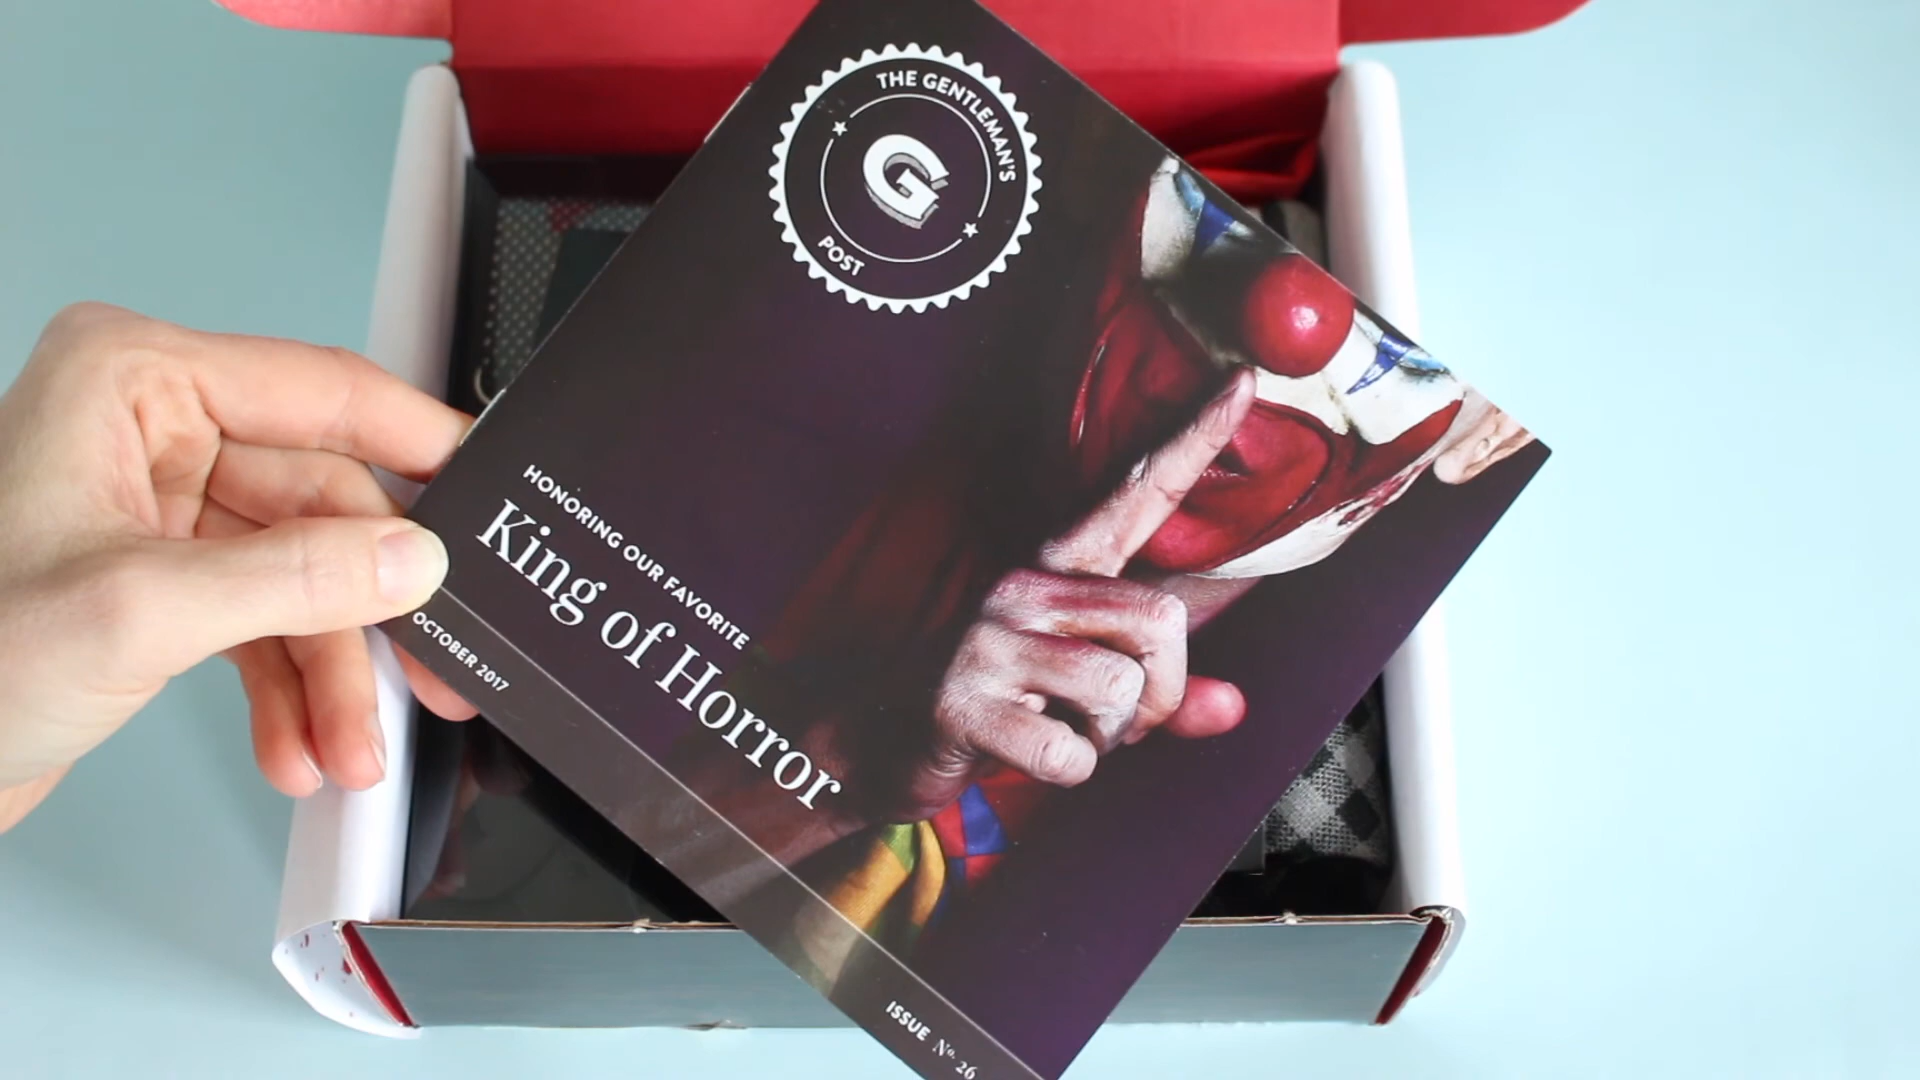 THE GENTLEMAN'S
G
POST
HONORING OUR FAVORITE
King of Horror
OCTOBER 2017
ISSUE No. 26